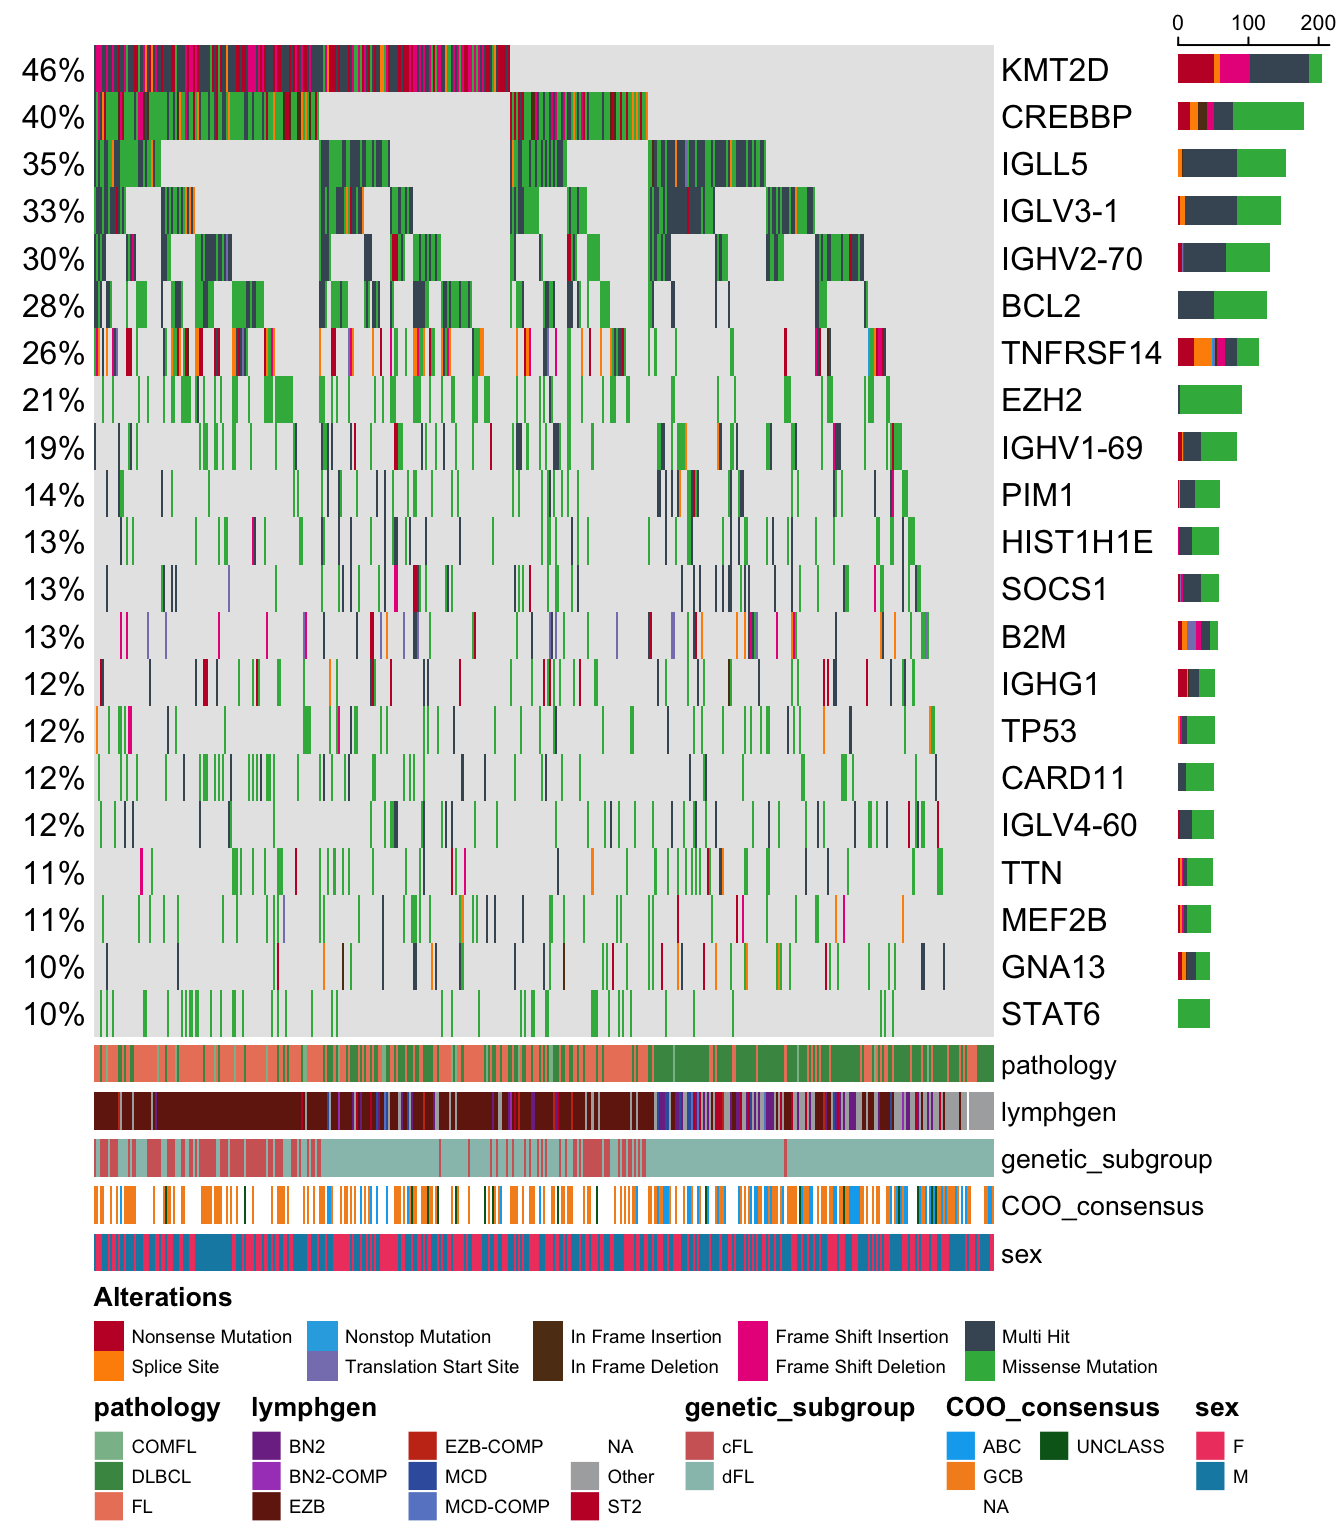 0 100 200
46% KMT2D
40% CREBBP
35% IGLL5
33% IGLV3-1
30% IGHV2-70
28% BCL2
26% TNFRSF14
21% EZH2
19% IGHV1-69
14% PIM1
13% HIST1H1E
13% SOCS1
13% B2M
12% IGHG1
12% TP53
12% CARD11
12% IGLV4-60
11% TTN
11% MEF2B
10% GNA13
10% STAT6
pathology
lymphgen
genetic_subgroup
COO_consensus
sex
Alterations
Nonsense Mutation Nonstop Mutation In Frame Insertion Frame Shift Insertion Multi Hit
Splice Site Translation Start Site In Frame Deletion Frame Shift Deletion Missense Mutation
pathology lymphgen genetic_subgroup COO_consensus sex
COMFL BN2 EZB-COMP NA cFL ABC UNCLASS F
DLBCL BN2-COMP MCD Other dFL GCB M
FL EZB MCD-COMP ST2 NA